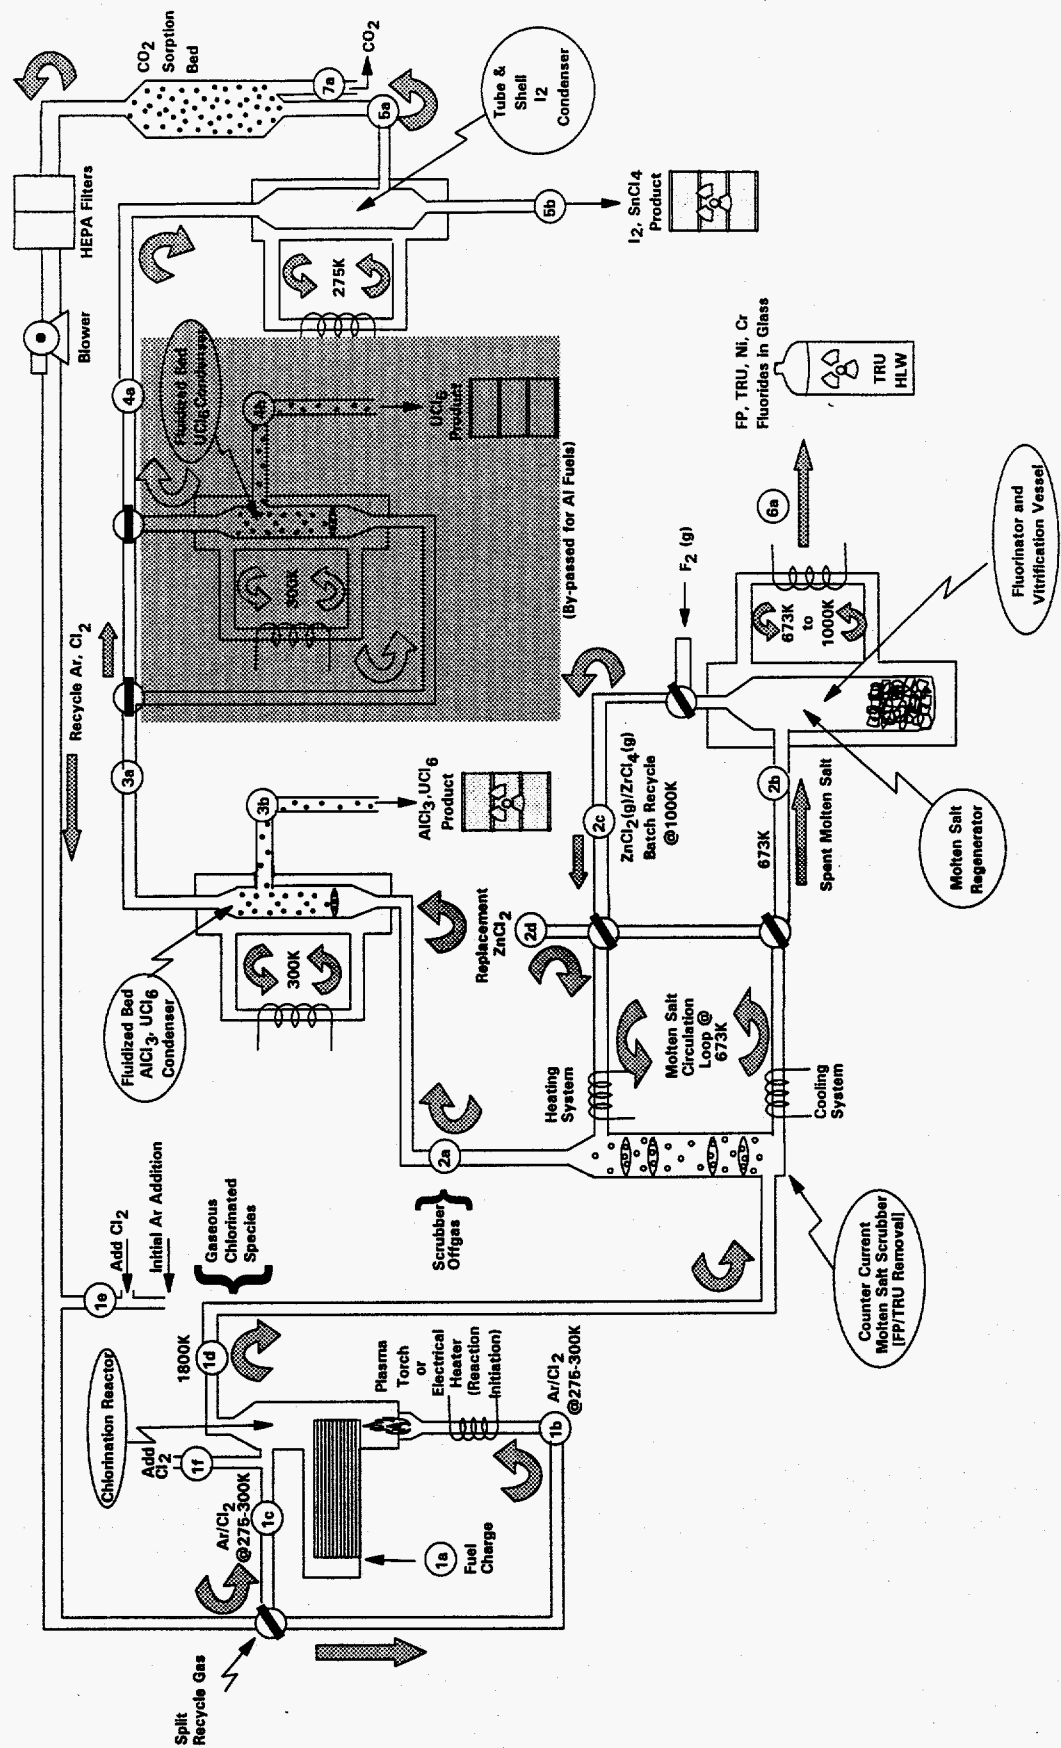 Split
Recycle Gas
Ar/Cl2
@275-300K
1c
Add
Cl2
1f
Chlorination Reactor
1a
Fuel
Charge
1b
Ar/Cl2
@275-300K
Plasma
Torch
or
Electrical
Heater
(Reaction
Initiation)
1800K
1d
Gaseous
Chlorinated
Species
1e
Add Cl2
Initial Ar Addition
Counter Current
Molten Salt Scrubber
[FP/TRU Removal]
Scrubber
Offgas
2a
Heating
System
Cooling
System
Molten Salt
Circulation
Loop @
673K
2d
Replacement
ZnCl2
2c
ZnCl2(g)/ZrCl4(g)
Batch Recycle
@1000K
673K
2b
Spent Molten Salt
Molten Salt
Regenerator
Fluorinator and
Vitrification Vessel
F2 (g)
673K
to
1000K
6a
FP, TRU, Ni, Cr
Fluorides in Glass
TRU
HLW
Fluidized Bed
AlCl3, UCl6
Condenser
300K
3b
AlCl3,UCl6
Product
3a
Recycle Ar, Cl2
300K
Fluidized Bed
UCl6 Condenser
4b
UCl6
Product
(By-passed for Al Fuels)
4a
Blower
HEPA Filters
275K
5b
I2, SnCl4
Product
Tube &
Shell
I2
Condenser
5a
7a
CO2
CO2
Sorption
Bed